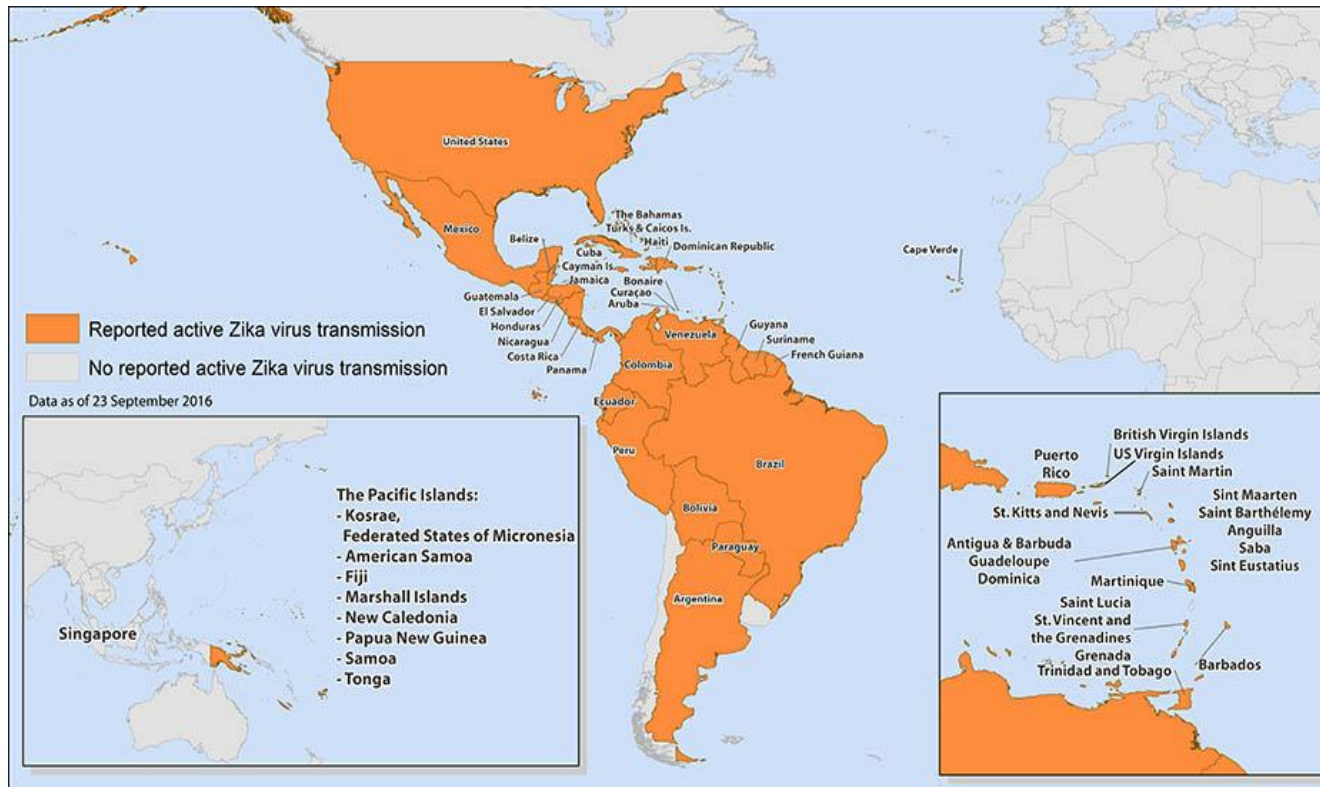 United States
Mexico
The Bahamas
Turks & Caicos Is.
Haiti
Dominican Republic
Belize
Cuba
Cayman Is.
Jamaica
Bonaire
Curaçao
Aruba
Guatemala
El Salvador
Honduras
Nicaragua
Costa Rica
Panama
Cape Verde
Venezuela
Guyana
Suriname
French Guiana
Colombia
Ecuador
Peru
Brazil
Bolivia
Paraguay
Argentina
Reported active Zika virus transmission
No reported active Zika virus transmission
Data as of 23 September 2016
Singapore
The Pacific Islands:
- Kosrae,
Federated States of Micronesia
- American Samoa
- Fiji
- Marshall Islands
- New Caledonia
- Papua New Guinea
- Samoa
- Tonga
British Virgin Islands
US Virgin Islands
Saint Martin
Puerto
Rico
St. Kitts and Nevis
Sint Maarten
Saint Barthélemy
Anguilla
Saba
Sint Eustatius
Antigua & Barbuda
Guadeloupe
Dominica
Martinique
Saint Lucia
St. Vincent and
the Grenadines
Grenada
Trinidad and Tobago
Barbados